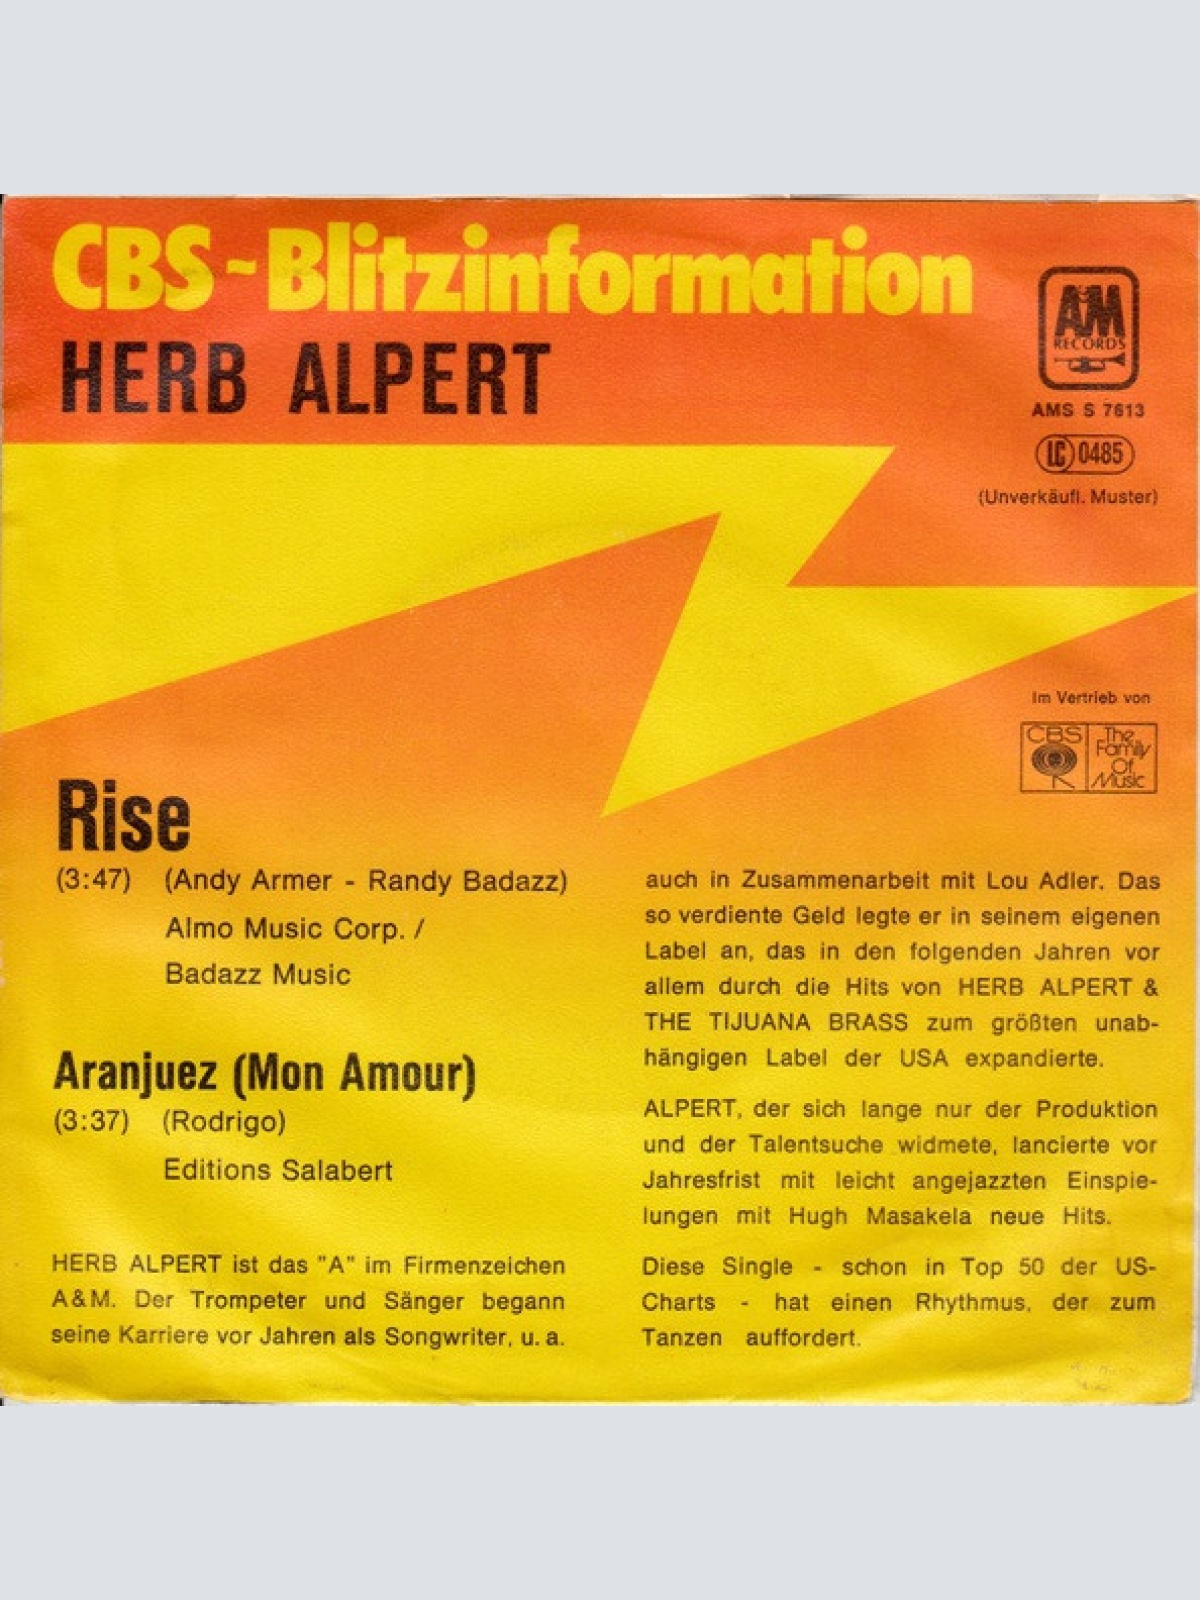 CBS~Blitzinformation
HERB ALPERT
A&M
RECORDS
AMS S 7613
LC 0485
(Unverkäufl. Muster)
Im Vertrieb von
CBS
The
Family
Of
Music
Rise
(3:47) (Andy Armer - Randy Badazz)
Almo Music Corp. /
Badazz Music
Aranjuez (Mon Amour)
(3:37) (Rodrigo)
Editions Salabert
HERB ALPERT ist das "A" im Firmenzeichen
A&M. Der Trompeter und Sänger begann
seine Karriere vor Jahren als Songwriter, u. a.
auch in Zusammenarbeit mit Lou Adler. Das
so verdiente Geld legte er in seinem eigenen
Label an, das in den folgenden Jahren vor
allem durch die Hits von HERB ALPERT &
THE TIJUANA BRASS zum größten unab-
hängigen Label der USA expandierte.
ALPERT, der sich lange nur der Produktion
und der Talentsuche widmete, lancierte vor
Jahresfrist mit leicht angejazzten Einspie-
lungen mit Hugh Masakela neue Hits.
Diese Single - schon in Top 50 der US-
Charts - hat einen Rhythmus, der zum
Tanzen auffordert.